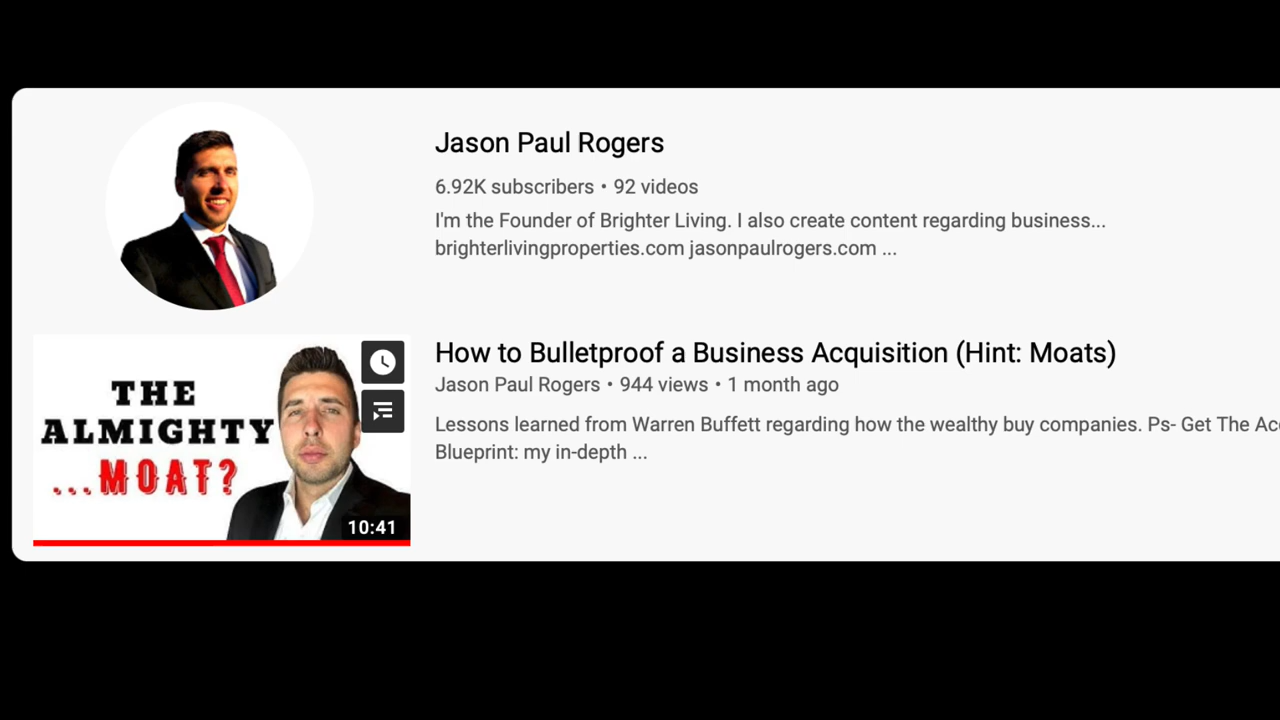 Jason Paul Rogers
6.92K subscribers • 92 videos
I'm the Founder of Brighter Living. I also create content regarding business...
brighterlivingproperties.com jasonpaulrogers.com ...
THE
ALMIGHTY
...MOAT?
10:41
How to Bulletproof a Business Acquisition (Hint: Moats)
Jason Paul Rogers • 944 views • 1 month ago
Lessons learned from Warren Buffett regarding how the wealthy buy companies. Ps- Get The
Blueprint: my in-depth ...